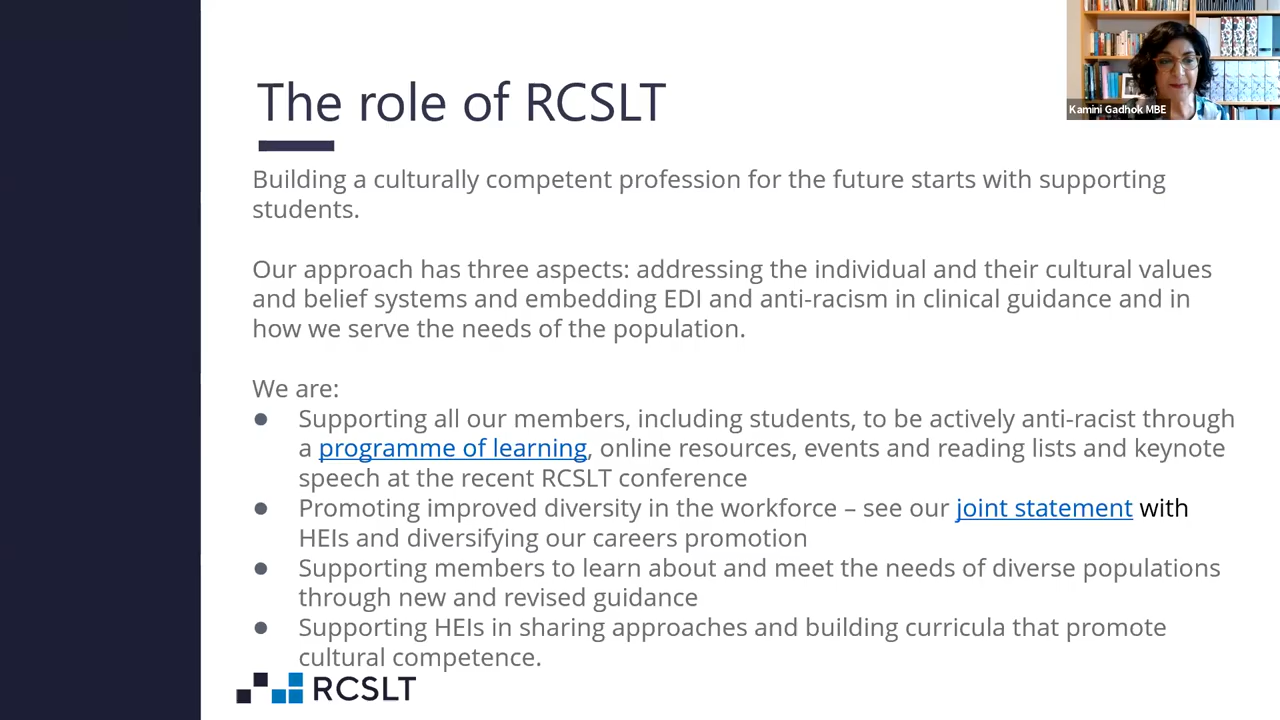 The role of RCSLT
Kamini Gadhok MBE
Building a culturally competent profession for the future starts with supporting
students.
Our approach has three aspects: addressing the individual and their cultural values
and belief systems and embedding EDI and anti-racism in clinical guidance and in
how we serve the needs of the population.
We are:
● Supporting all our members, including students, to be actively anti-racist through
a programme of learning, online resources, events and reading lists and keynote
speech at the recent RCSLT conference
● Promoting improved diversity in the workforce – see our joint statement with
HEIs and diversifying our careers promotion
● Supporting members to learn about and meet the needs of diverse populations
through new and revised guidance
● Supporting HEIs in sharing approaches and building curricula that promote
cultural competence.
RCSLT